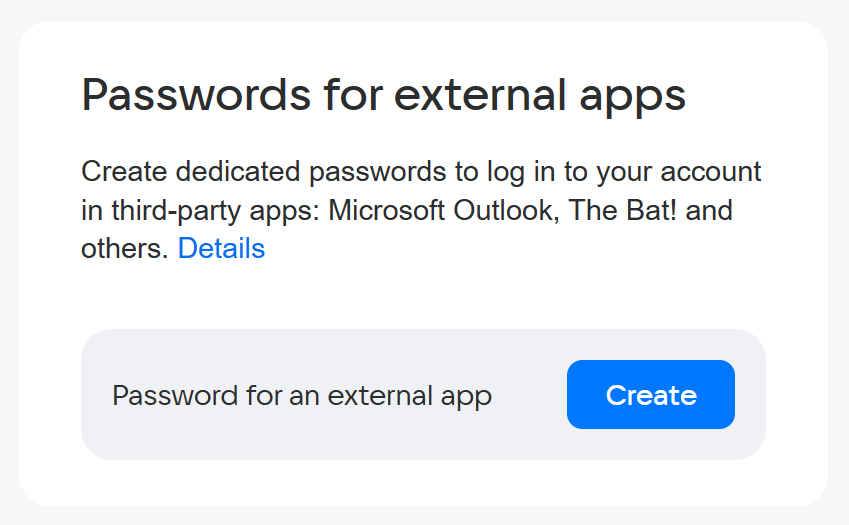 Passwords for external apps
Create dedicated passwords to log in to your account
in third-party apps: Microsoft Outlook, The Bat! and
others. Details
Password for an external app
Create